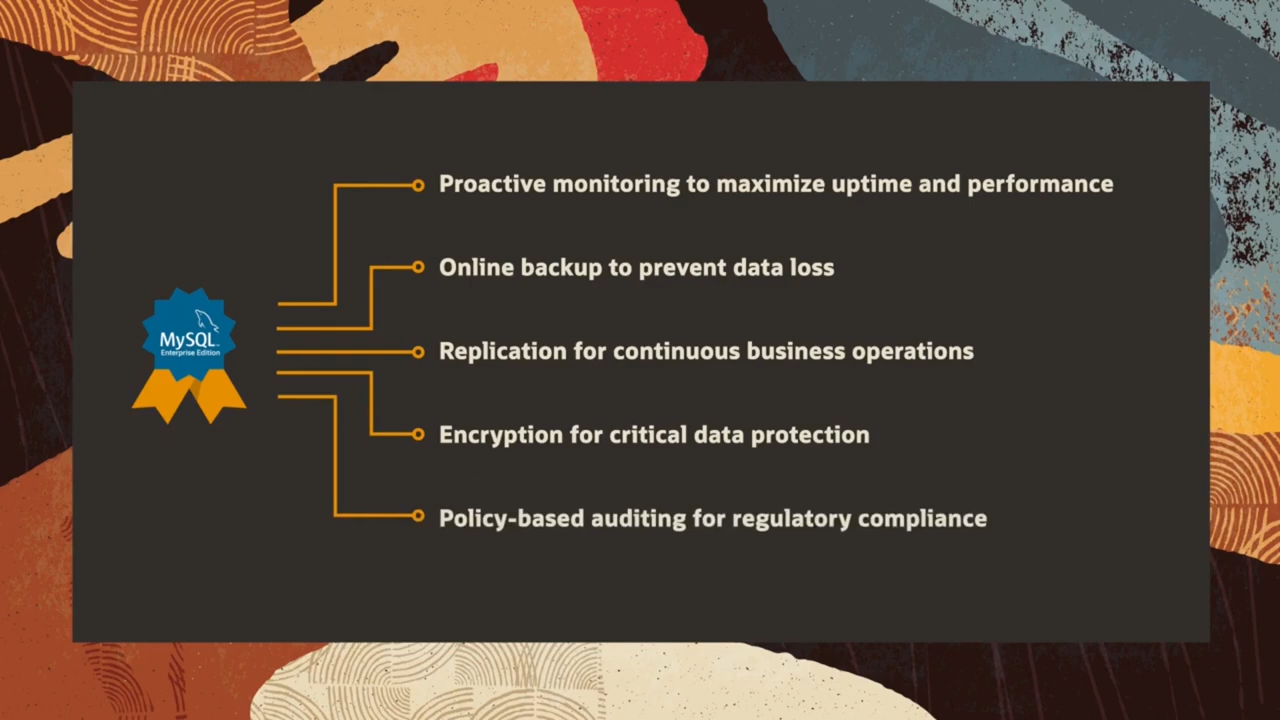 Proactive monitoring to maximize uptime and performance
Online backup to prevent data loss
MySQL™
Enterprise Edition
Replication for continuous business operations
Encryption for critical data protection
Policy-based auditing for regulatory compliance